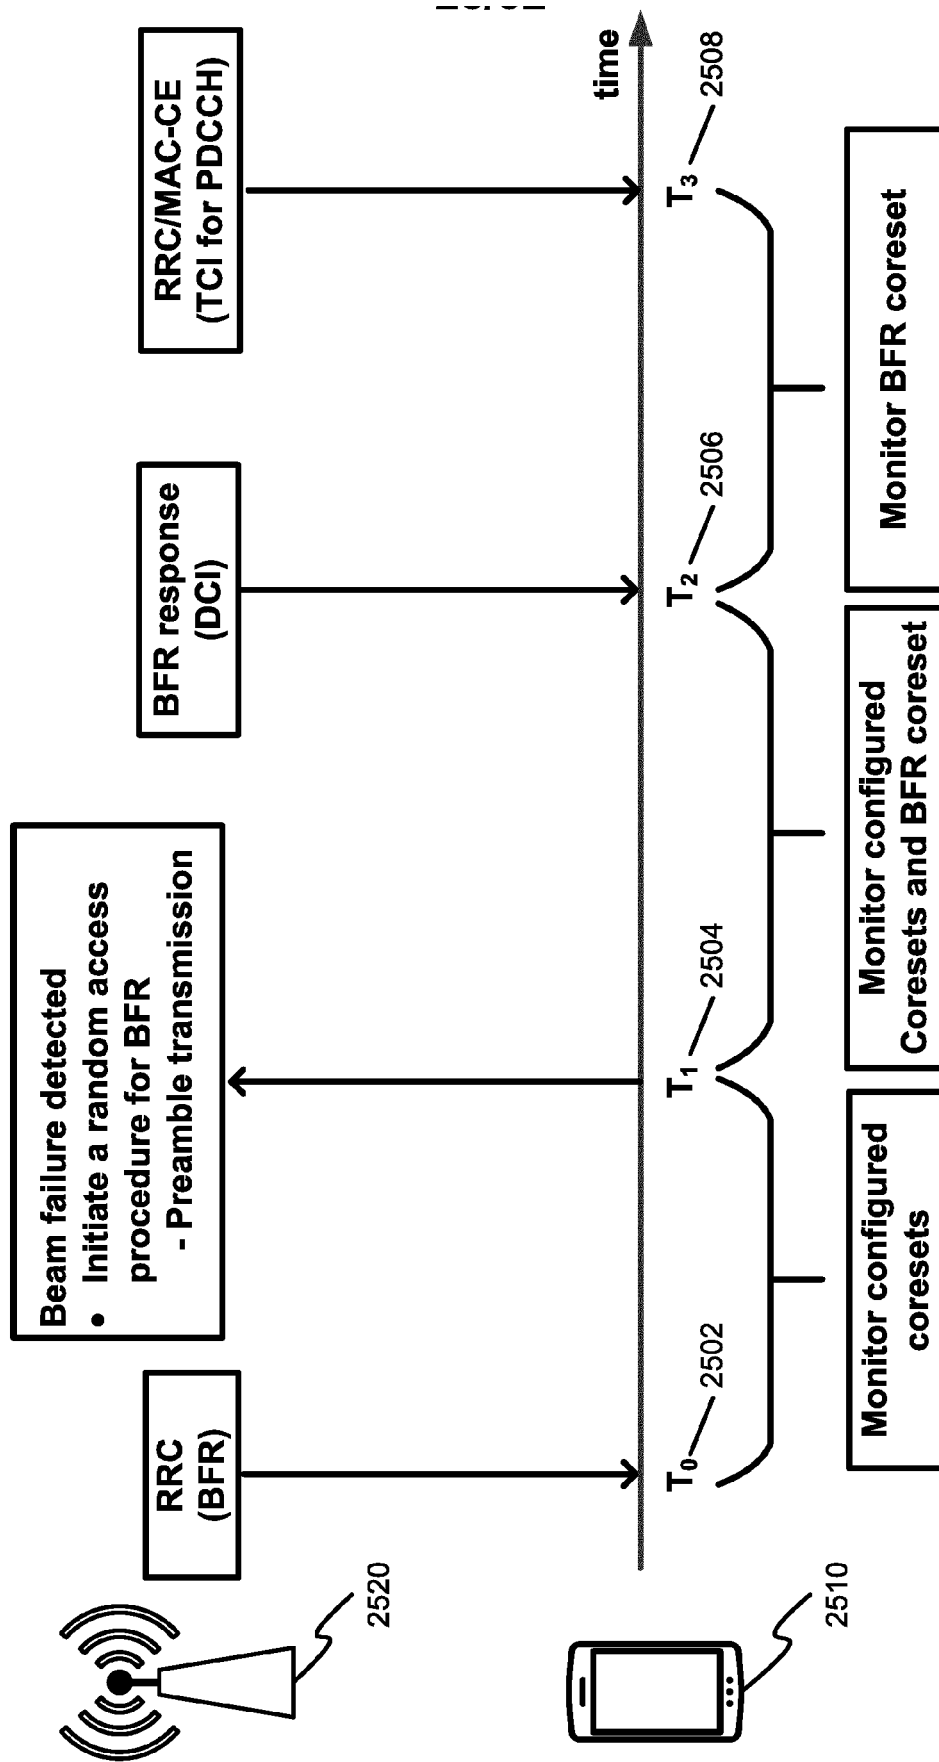 RRC
(BFR)
Beam failure detected
• Initiate a random access
procedure for BFR
- Preamble transmission
BFR response
(DCI)
RRC/MAC-CE
(TCI for PDCCH)
time
2520
2510
T0
2502
T1
2504
T2
2506
T3
2508
Monitor configured
coresets
Monitor configured
Coresets and BFR coreset
Monitor BFR coreset